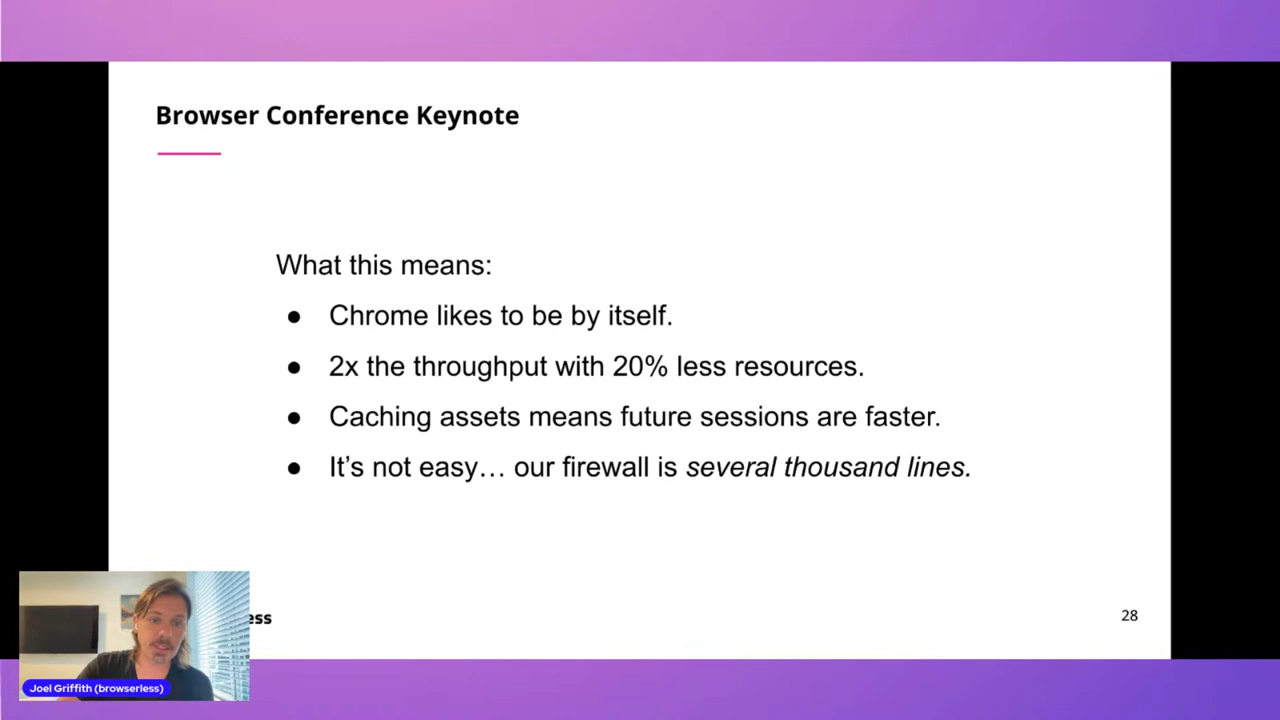 Browser Conference Keynote
What this means:
● Chrome likes to be by itself.
● 2x the throughput with 20% less resources.
● Caching assets means future sessions are faster.
● It’s not easy… our firewall is several thousand lines.
28
Joel Griffith (browserless)